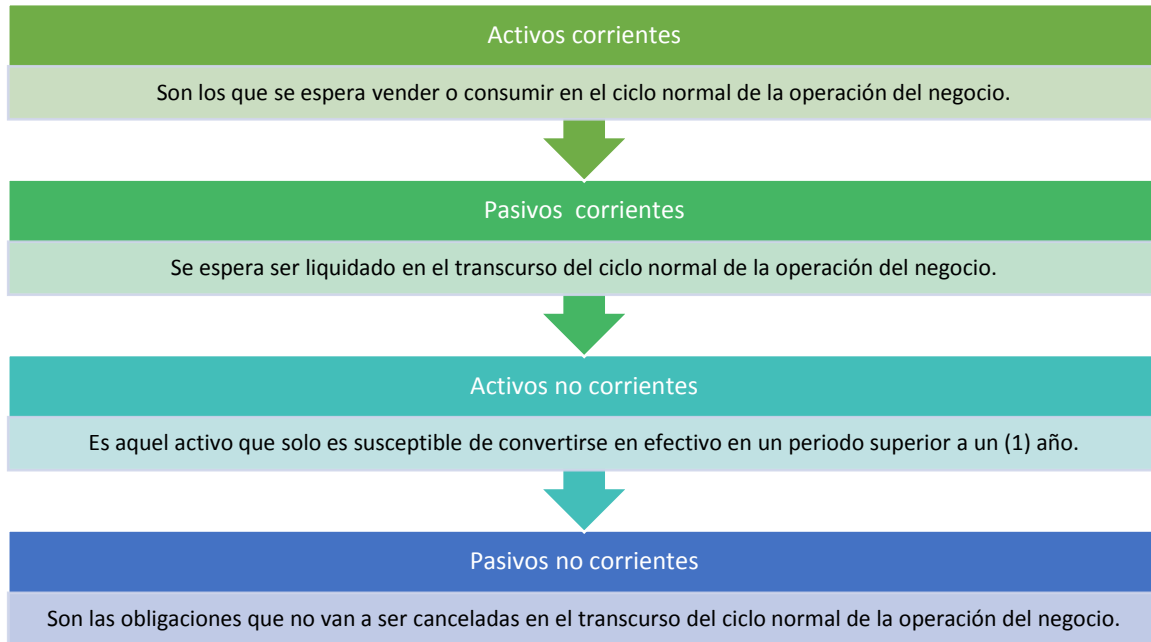 Activos corrientes
Son los que se espera vender o consumir en el ciclo normal de la operación del negocio.
Pasivos  corrientes
Se espera ser liquidado en el transcurso del ciclo normal de la operación del negocio.
Activos no corrientes
Es aquel activo que solo es susceptible de convertirse en efectivo en un periodo superior a un (1) año.
Pasivos no corrientes
Son las obligaciones que no van a ser canceladas en el transcurso del ciclo normal de la operación del negocio.